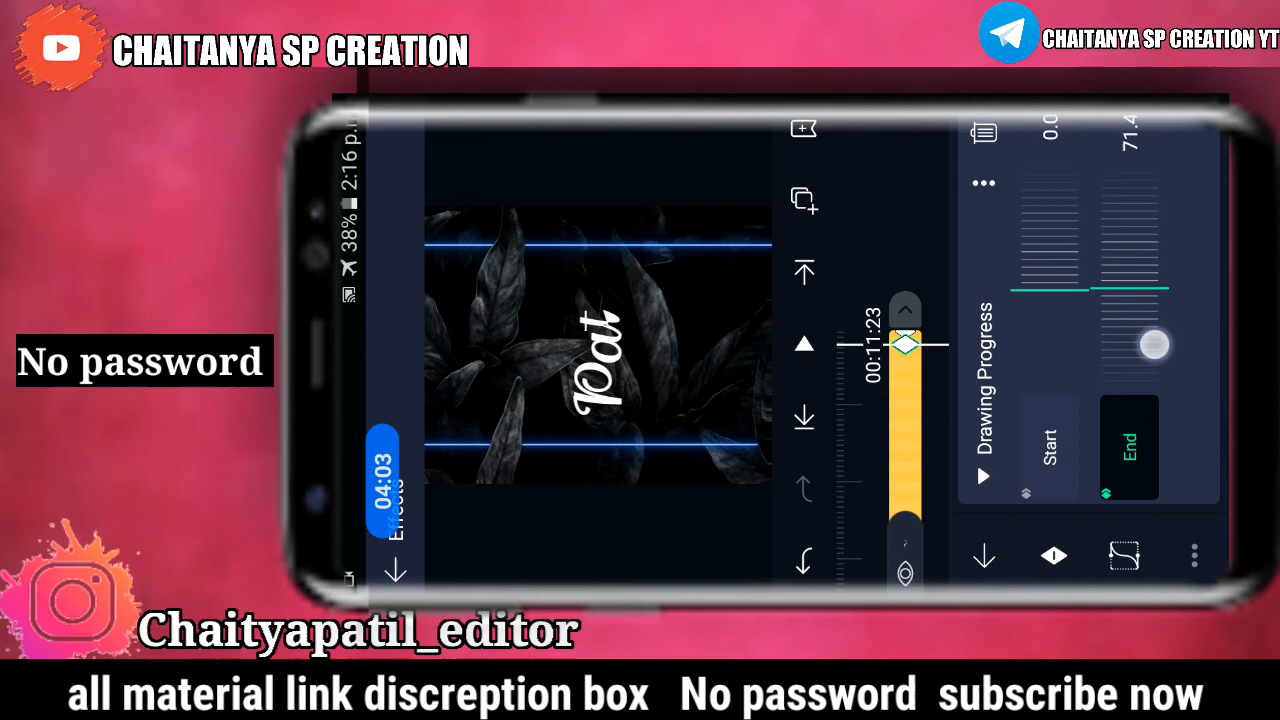 CHAITANYA SP CREATION
CHAITANYA SP CREATION YT
No password
38% 2:16 p.
04:03
Effects
Pat
00:11:23
Drawing Progress
Start
0.0
End
71.4
Chaityapatil_editor
all material link discreption box No password subscribe now